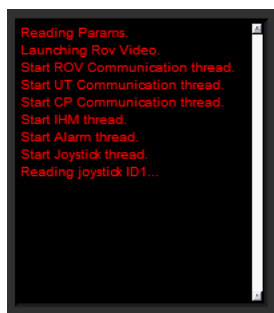 Reading Params.
Launching Rov Video.
Start ROV Communication thread.
Start UT Communication thread.
Start CP Communication thread.
Start IHM thread.
Start Alarm thread.
Start Joystick thread.
Reading joystick ID1...